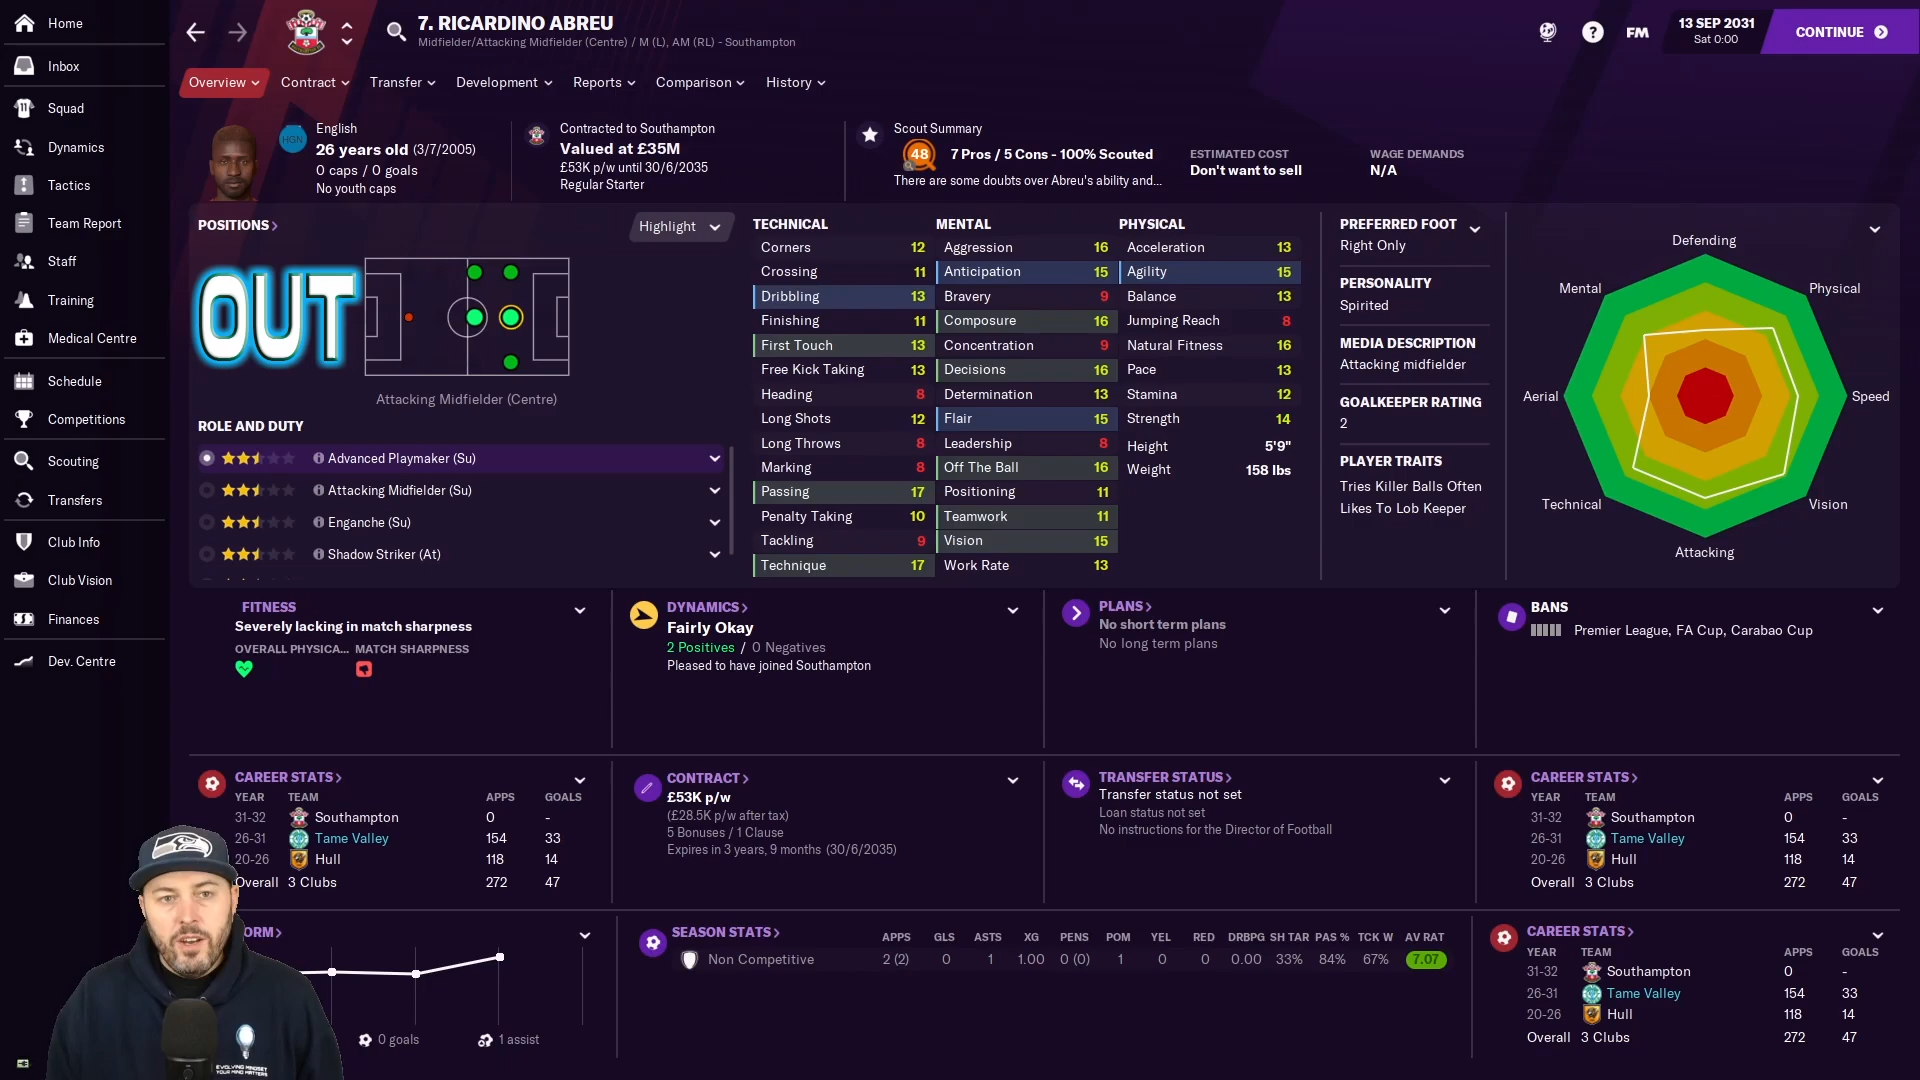 Home
Inbox
Squad
Dynamics
Tactics
Team Report
Staff
Training
Medical Centre
Schedule
Competitions
Scouting
Transfers
Club Info
Club Vision
Finances
Dev. Centre
7. RICARDINO ABREU
Midfielder/Attacking Midfielder (Centre) / M (L), AM (RL) - Southampton
FM
13 SEP 2031
Sat 0:00
CONTINUE
Overview Contract Transfer Development Reports Comparison History
HGN
English
26 years old (3/7/2005)
0 caps / 0 goals
No youth caps
Contracted to Southampton
Valued at £35M
£53K p/w until 30/6/2035
Regular Starter
Scout Summary
48
7 Pros / 5 Cons - 100% Scouted
There are some doubts over Abreu's ability and...
ESTIMATED COST
Don't want to sell
WAGE DEMANDS
N/A
POSITIONS
Highlight
OUT
Attacking Midfielder (Centre)
ROLE AND DUTY
Advanced Playmaker (Su)
Attacking Midfielder (Su)
Enganche (Su)
Shadow Striker (At)
TECHNICAL
Corners 12
Crossing 11
Dribbling 13
Finishing 11
First Touch 13
Free Kick Taking 13
Heading 8
Long Shots 12
Long Throws 8
Marking 8
Passing 17
Penalty Taking 10
Tackling 9
Technique 17
MENTAL
Aggression 16
Anticipation 15
Bravery 9
Composure 16
Concentration 9
Decisions 16
Determination 13
Flair 15
Leadership 8
Off The Ball 16
Positioning 11
Teamwork 11
Vision 15
Work Rate 13
PHYSICAL
Acceleration 13
Agility 15
Balance 13
Jumping Reach 8
Natural Fitness 16
Pace 13
Stamina 12
Strength 14
Height 5'9"
Weight 158 lbs
PREFERRED FOOT
Right Only
PERSONALITY
Spirited
MEDIA DESCRIPTION
Attacking midfielder
GOALKEEPER RATING
2
PLAYER TRAITS
Tries Killer Balls Often
Likes To Lob Keeper
Defending
Mental
Physical
Aerial
Speed
Technical
Vision
Attacking
FITNESS
Severely lacking in match sharpness
OVERALL PHYSICA... MATCH SHARPNESS
DYNAMICS
Fairly Okay
2 Positives / 0 Negatives
Pleased to have joined Southampton
PLANS
No short term plans
No long term plans
BANS
Premier League, FA Cup, Carabao Cup
CAREER STATS
YEAR TEAM APPS GOALS
31-32 Southampton 0 -
26-31 Tame Valley 154 33
20-26 Hull 118 14
Overall 3 Clubs 272 47
CONTRACT
£53K p/w
(£28.5K p/w after tax)
5 Bonuses / 1 Clause
Expires in 3 years, 9 months (30/6/2035)
TRANSFER STATUS
Transfer status not set
Loan status not set
No instructions for the Director of Football
CAREER STATS
YEAR TEAM APPS GOALS
31-32 Southampton 0 -
26-31 Tame Valley 154 33
20-26 Hull 118 14
Overall 3 Clubs 272 47
ORM
0 goals
1 assist
SEASON STATS
APPS GLS ASTS XG PENS POM YEL RED DRBPG SH TAR PAS % TCK W AV RAT
Non Competitive 2 (2) 0 1 1.00 0 (0) 1 0 0 0.00 33% 84% 67% 7.07
CAREER STATS
YEAR TEAM APPS GOALS
31-32 Southampton 0 -
26-31 Tame Valley 154 33
20-26 Hull 118 14
Overall 3 Clubs 272 47
EVOLVING MINDSET
YOUR MIND MATTERS